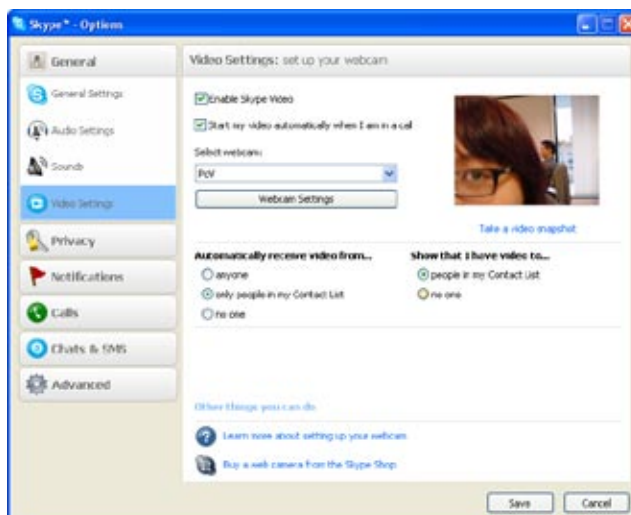 Skype™ - Options
General
General Settings
Audio Settings
Sounds
Video Settings
Privacy
Notifications
Calls
Chats & SMS
Advanced
Video Settings: set up your webcam
Enable Skype Video
Start my video automatically when I am in a call
Select webcam:
Webcam Settings
Take a video snapshot
Automatically receive video from...
anyone
only people in my Contact List
no one
Show that I have video to...
people in my Contact List
no one
Other things you can do
Learn more about setting up your webcam
Buy a web camera from the Skype Shop
Save
Cancel